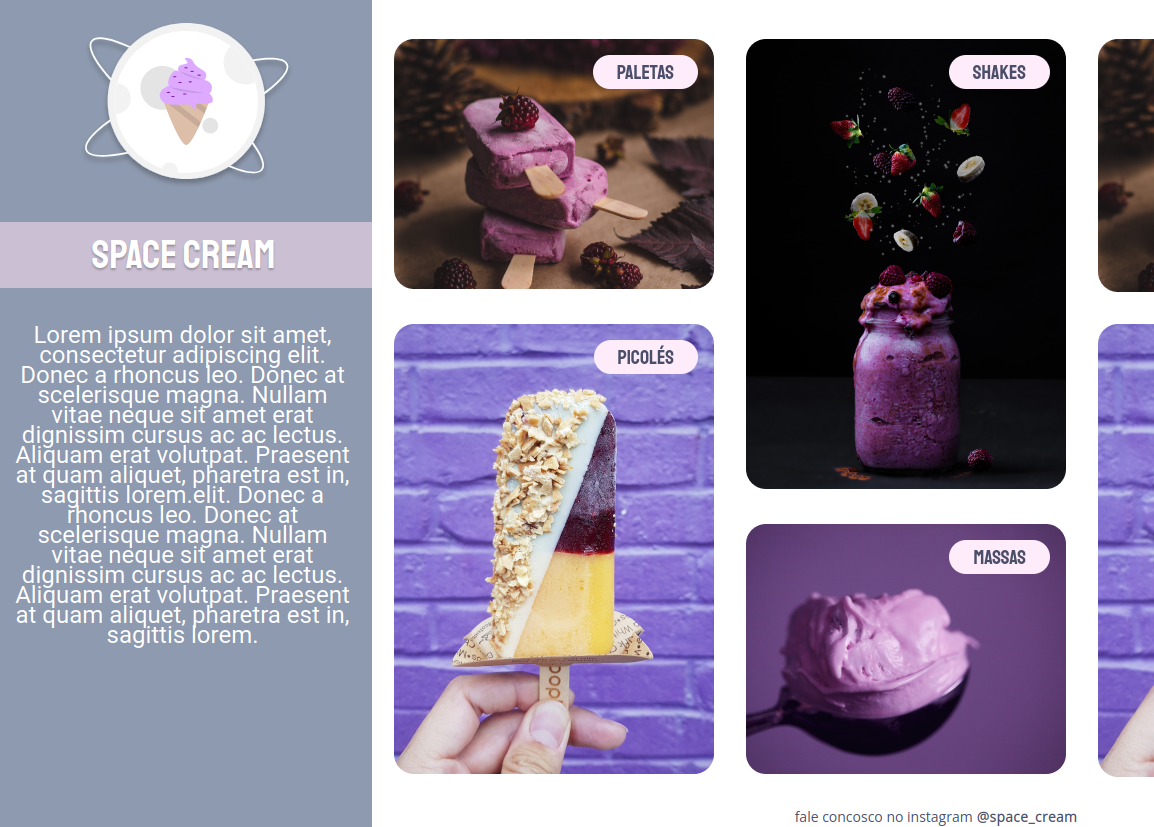 SPACE CREAM
Lorem ipsum dolor sit amet,
consectetur adipiscing elit.
Donec a rhoncus leo. Donec at
scelerisque magna. Nullam
vitae neque sit amet erat
dignissim cursus ac ac lectus.
Aliquam erat volutpat. Praesent
at quam aliquet, pharetra est in,
sagittis lorem.elit. Donec a
rhoncus leo. Donec at
scelerisque magna. Nullam
vitae neque sit amet erat
dignissim cursus ac ac lectus.
Aliquam erat volutpat. Praesent
at quam aliquet, pharetra est in,
sagittis lorem.
PALETAS
PICOLÉS
SHAKES
MASSAS
fale concosco no instagram @space_cream